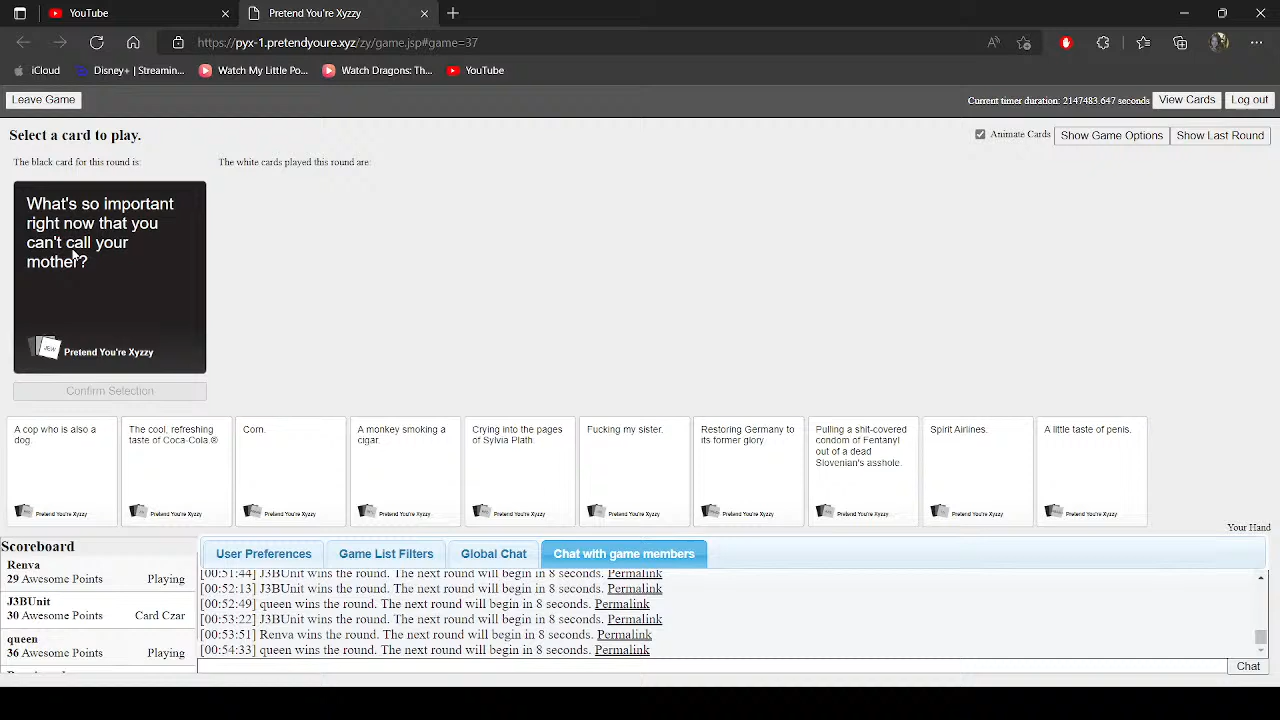 YouTube
Pretend You're Xyzzy
https://pyx-1.pretendyoure.xyz/zy/game.jsp#game=37
iCloud
Disney+ | Streamin...
Watch My Little Po...
Watch Dragons: Th...
YouTube
Leave Game
Current timer duration: 2147483.647 seconds
View Cards
Log out
Select a card to play.
Animate Cards
Show Game Options
Show Last Round
The black card for this round is:
The white cards played this round are:
What's so important
right now that you
can't call your
mother?
Pretend You're Xyzzy
Confirm Selection
A cop who is also a
dog.
Pretend You're Xyzzy
The cool, refreshing
taste of Coca-Cola.®
Pretend You're Xyzzy
Corn.
Pretend You're Xyzzy
A monkey smoking a
cigar.
Pretend You're Xyzzy
Crying into the pages
of Sylvia Plath.
Pretend You're Xyzzy
Fucking my sister.
Pretend You're Xyzzy
Restoring Germany to
its former glory.
Pretend You're Xyzzy
Pulling a shit-covered
condom of Fentanyl
out of a dead
Slovenian's asshole.
Pretend You're Xyzzy
Spirit Airlines.
Pretend You're Xyzzy
A little taste of penis.
Pretend You're Xyzzy
Your Hand
Scoreboard
Renva
29 Awesome Points Playing
J3BUnit
30 Awesome Points Card Czar
queen
36 Awesome Points Playing
User Preferences
Game List Filters
Global Chat
Chat with game members
[00:51:44] J3BUnit wins the round. The next round will begin in 8 seconds. Permalink
[00:52:13] J3BUnit wins the round. The next round will begin in 8 seconds. Permalink
[00:52:49] queen wins the round. The next round will begin in 8 seconds. Permalink
[00:53:22] J3BUnit wins the round. The next round will begin in 8 seconds. Permalink
[00:53:51] Renva wins the round. The next round will begin in 8 seconds. Permalink
[00:54:33] queen wins the round. The next round will begin in 8 seconds. Permalink
Chat